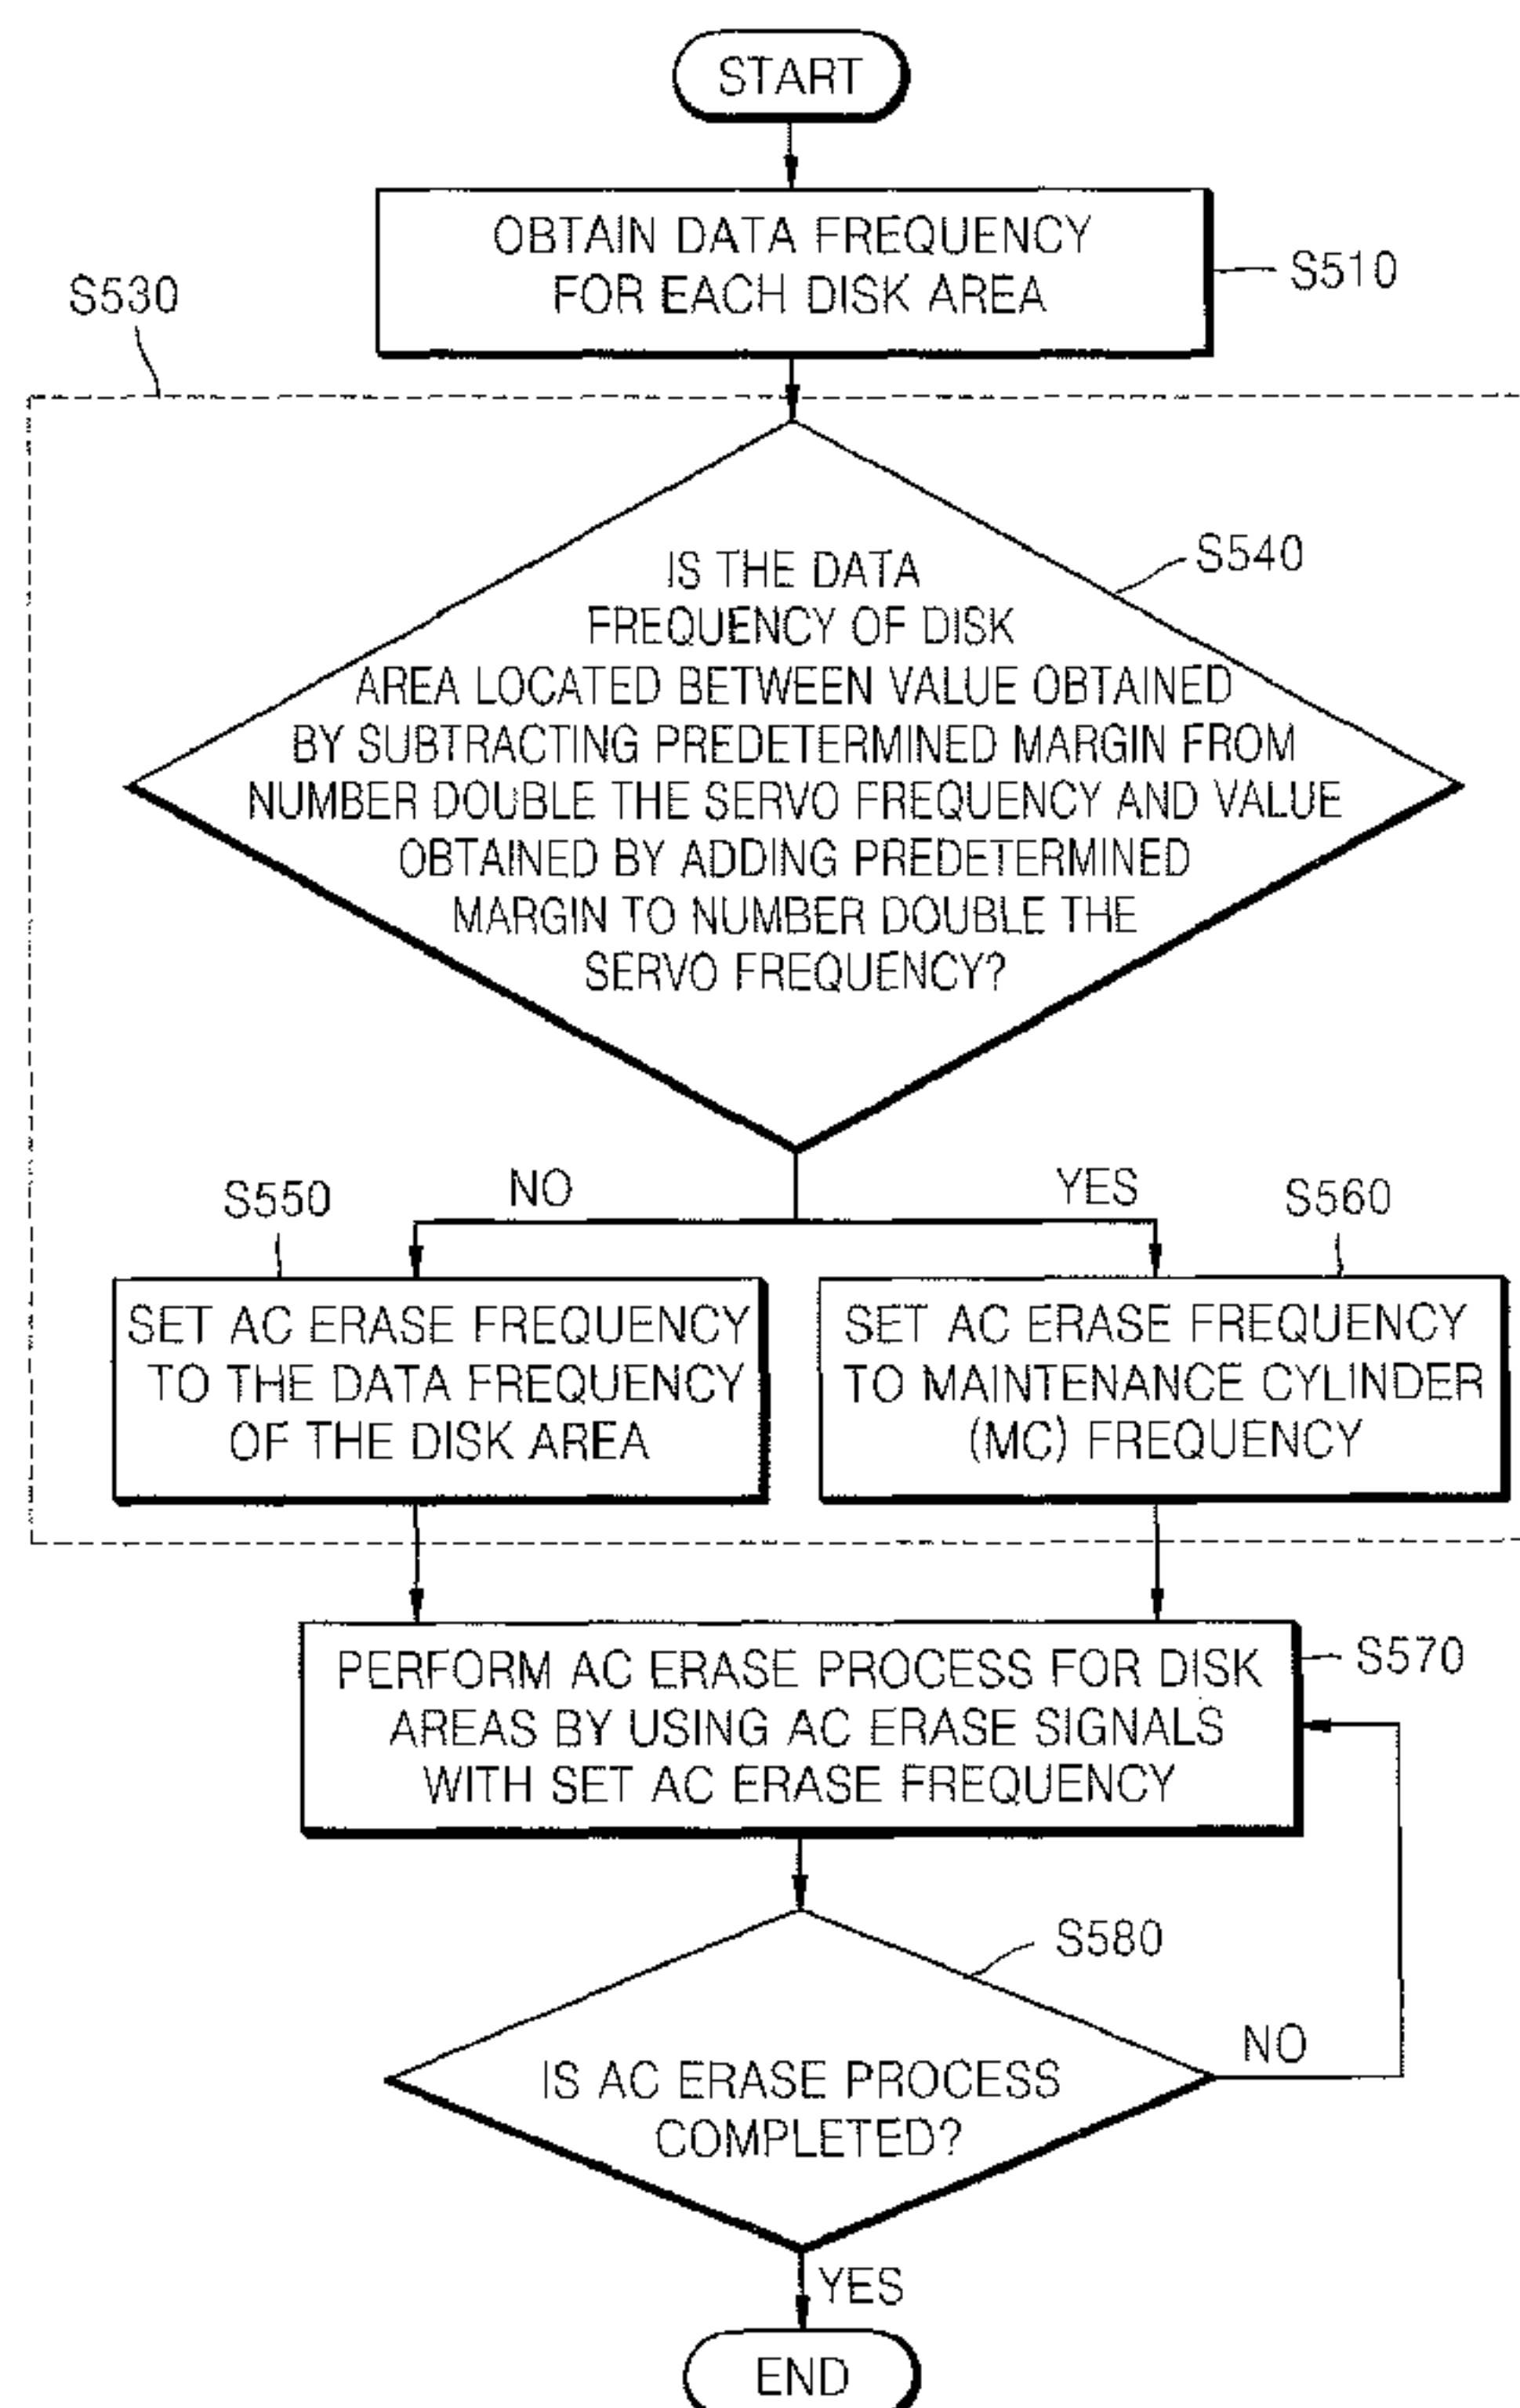 START
OBTAIN DATA FREQUENCY
FOR EACH DISK AREA
S510
S530
S540
IS THE DATA
FREQUENCY OF DISK
AREA LOCATED BETWEEN VALUE OBTAINED
BY SUBTRACTING PREDETERMINED MARGIN FROM
NUMBER DOUBLE THE SERVO FREQUENCY AND VALUE
OBTAINED BY ADDING PREDETERMINED
MARGIN TO NUMBER DOUBLE THE
SERVO FREQUENCY?
NO
YES
S550
S560
SET AC ERASE FREQUENCY
TO THE DATA FREQUENCY
OF THE DISK AREA
SET AC ERASE FREQUENCY
TO MAINTENANCE CYLINDER
(MC) FREQUENCY
PERFORM AC ERASE PROCESS FOR DISK
AREAS BY USING AC ERASE SIGNALS
WITH SET AC ERASE FREQUENCY
S570
S580
IS AC ERASE PROCESS
COMPLETED?
NO
YES
END